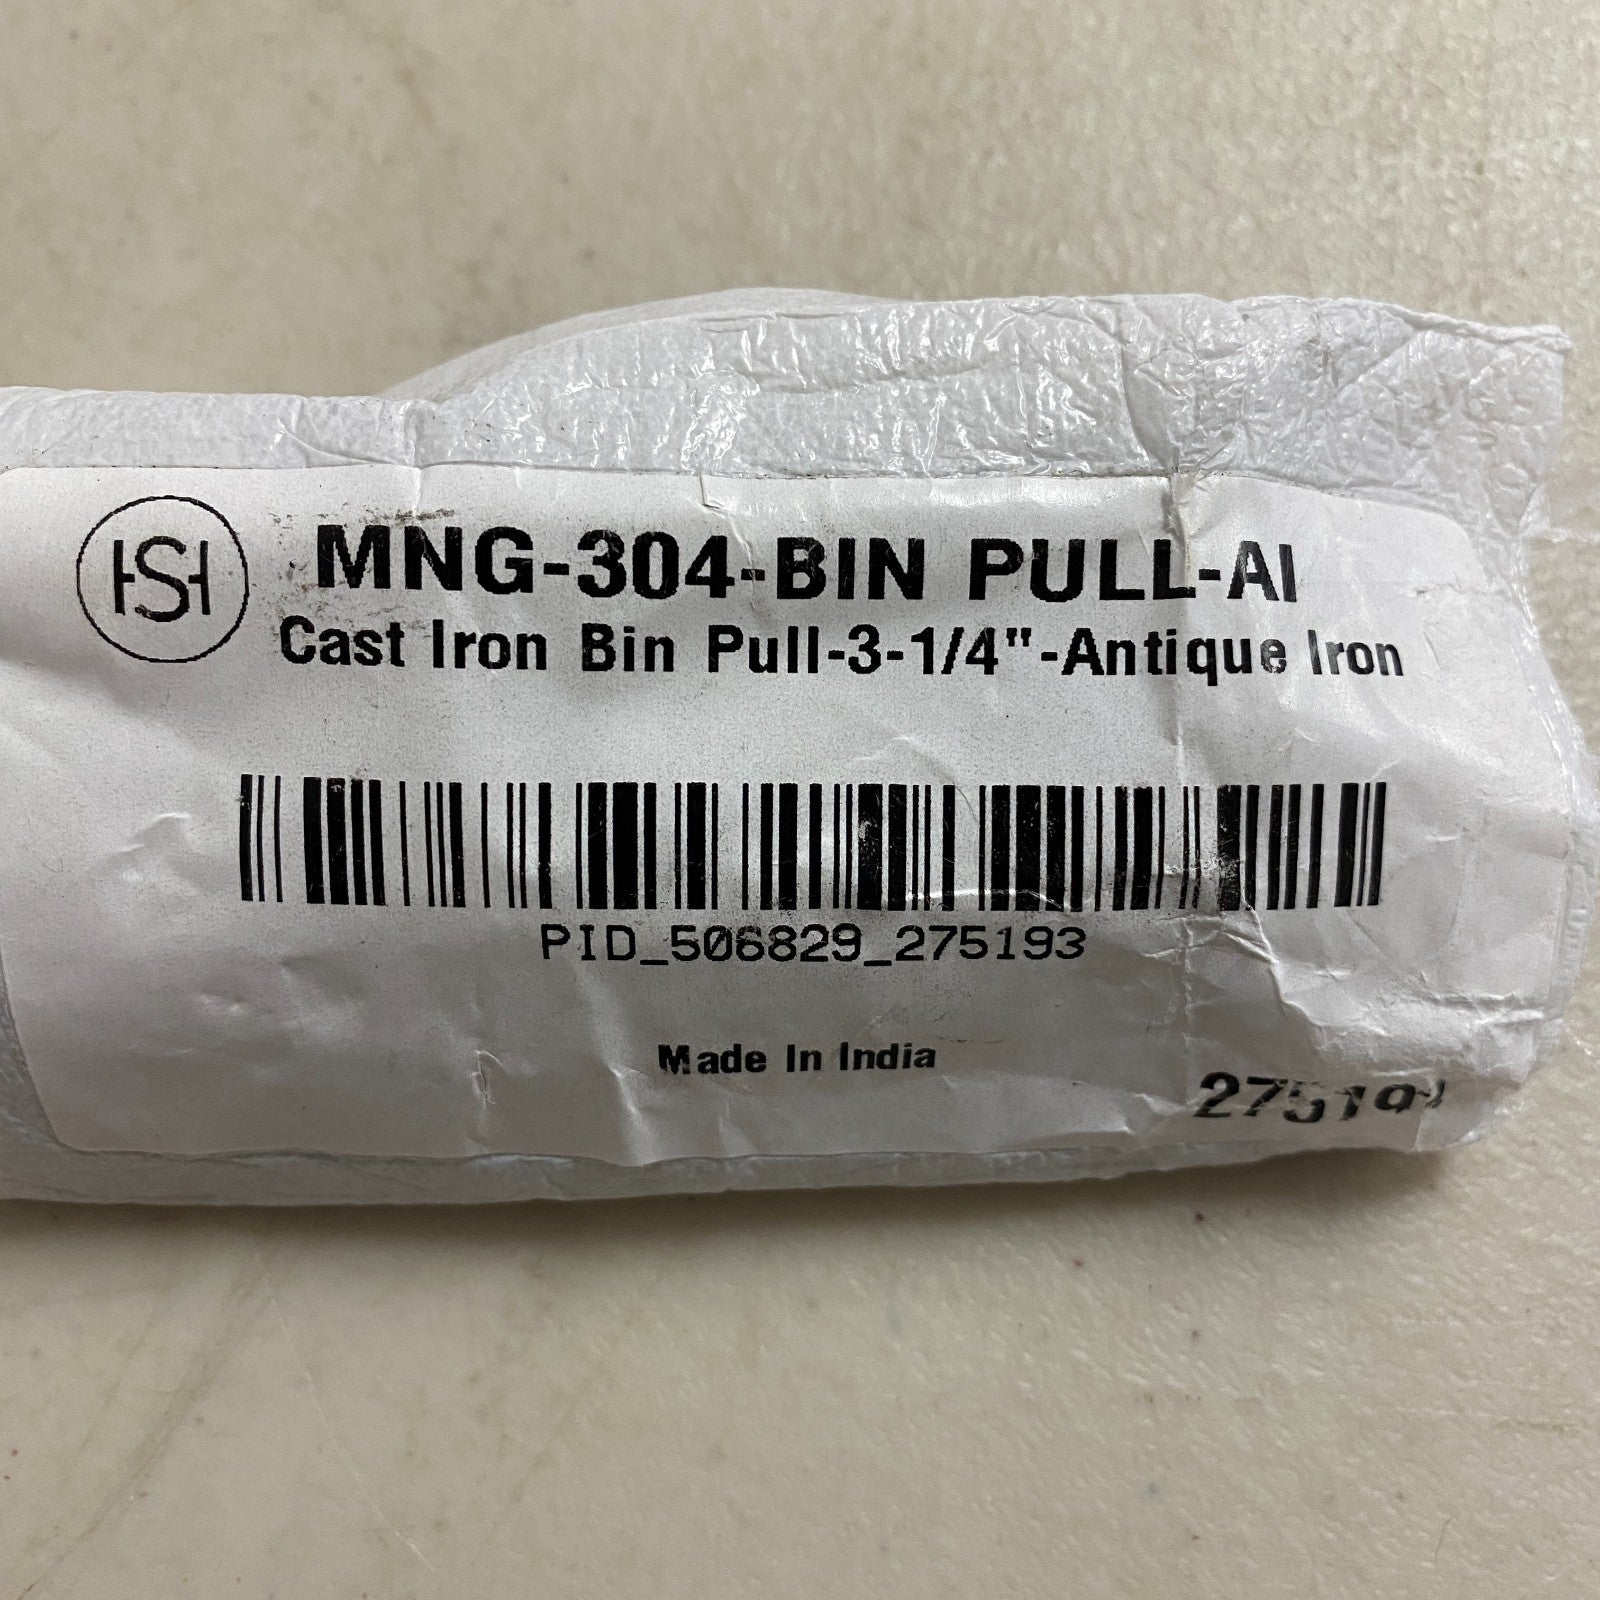 HSH
MNG-304-BIN PULL-AI
Cast Iron Bin Pull-3-1/4"-Antique Iron
PID_506829_275193
Made In India